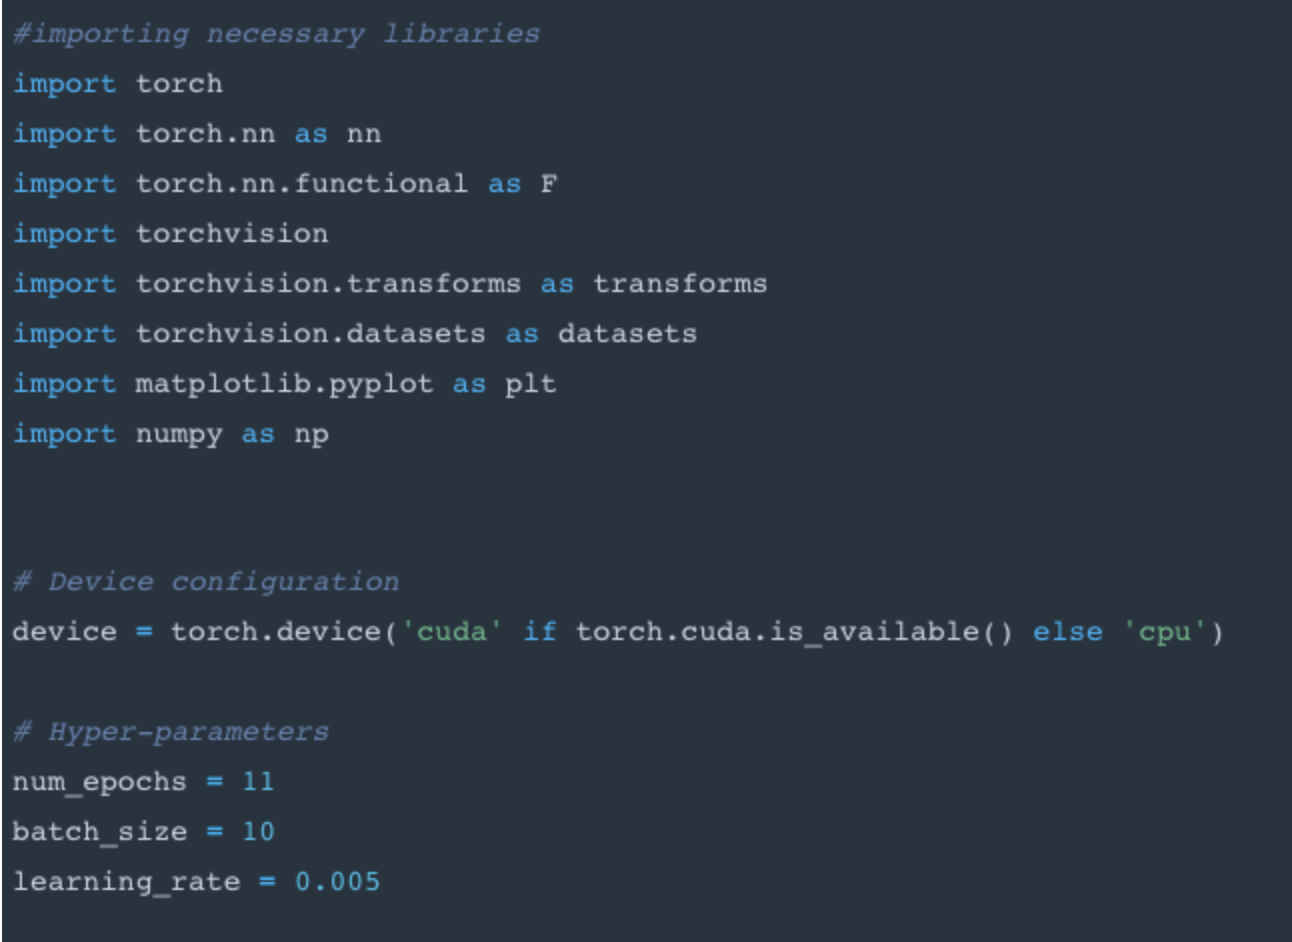 #importing necessary libraries
import torch
import torch.nn as nn
import torch.nn.functional as F
import torchvision
import torchvision.transforms as transforms
import torchvision.datasets as datasets
import matplotlib.pyplot as plt
import numpy as np
# Device configuration
device = torch.device('cuda' if torch.cuda.is_available() else 'cpu')
# Hyper-parameters
num_epochs = 11
batch_size = 10
learning_rate = 0.005